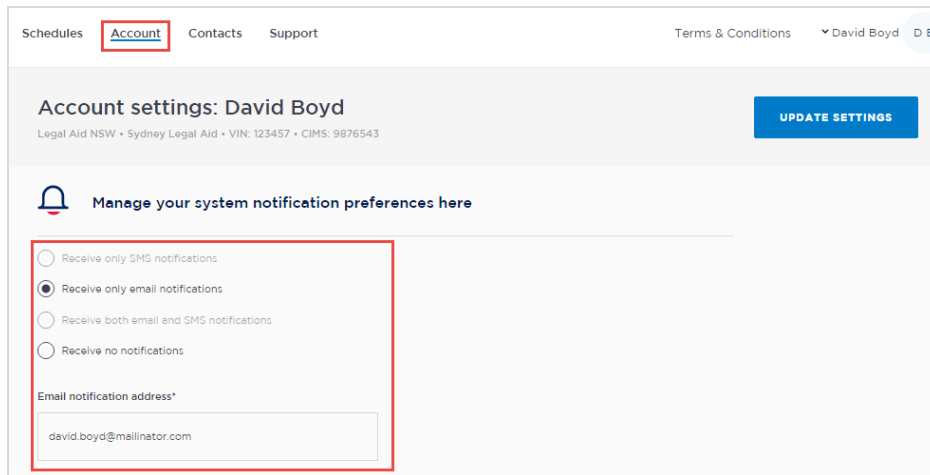 Schedules Account Contacts Support Terms & Conditions David Boyd D
Account settings: David Boyd
Legal Aid NSW • Sydney Legal Aid • VIN: 123457 • CIMS: 9876543
UPDATE SETTINGS
Manage your system notification preferences here
Receive only SMS notifications
Receive only email notifications
Receive both email and SMS notifications
Receive no notifications
Email notification address*
david.boyd@mailinator.com